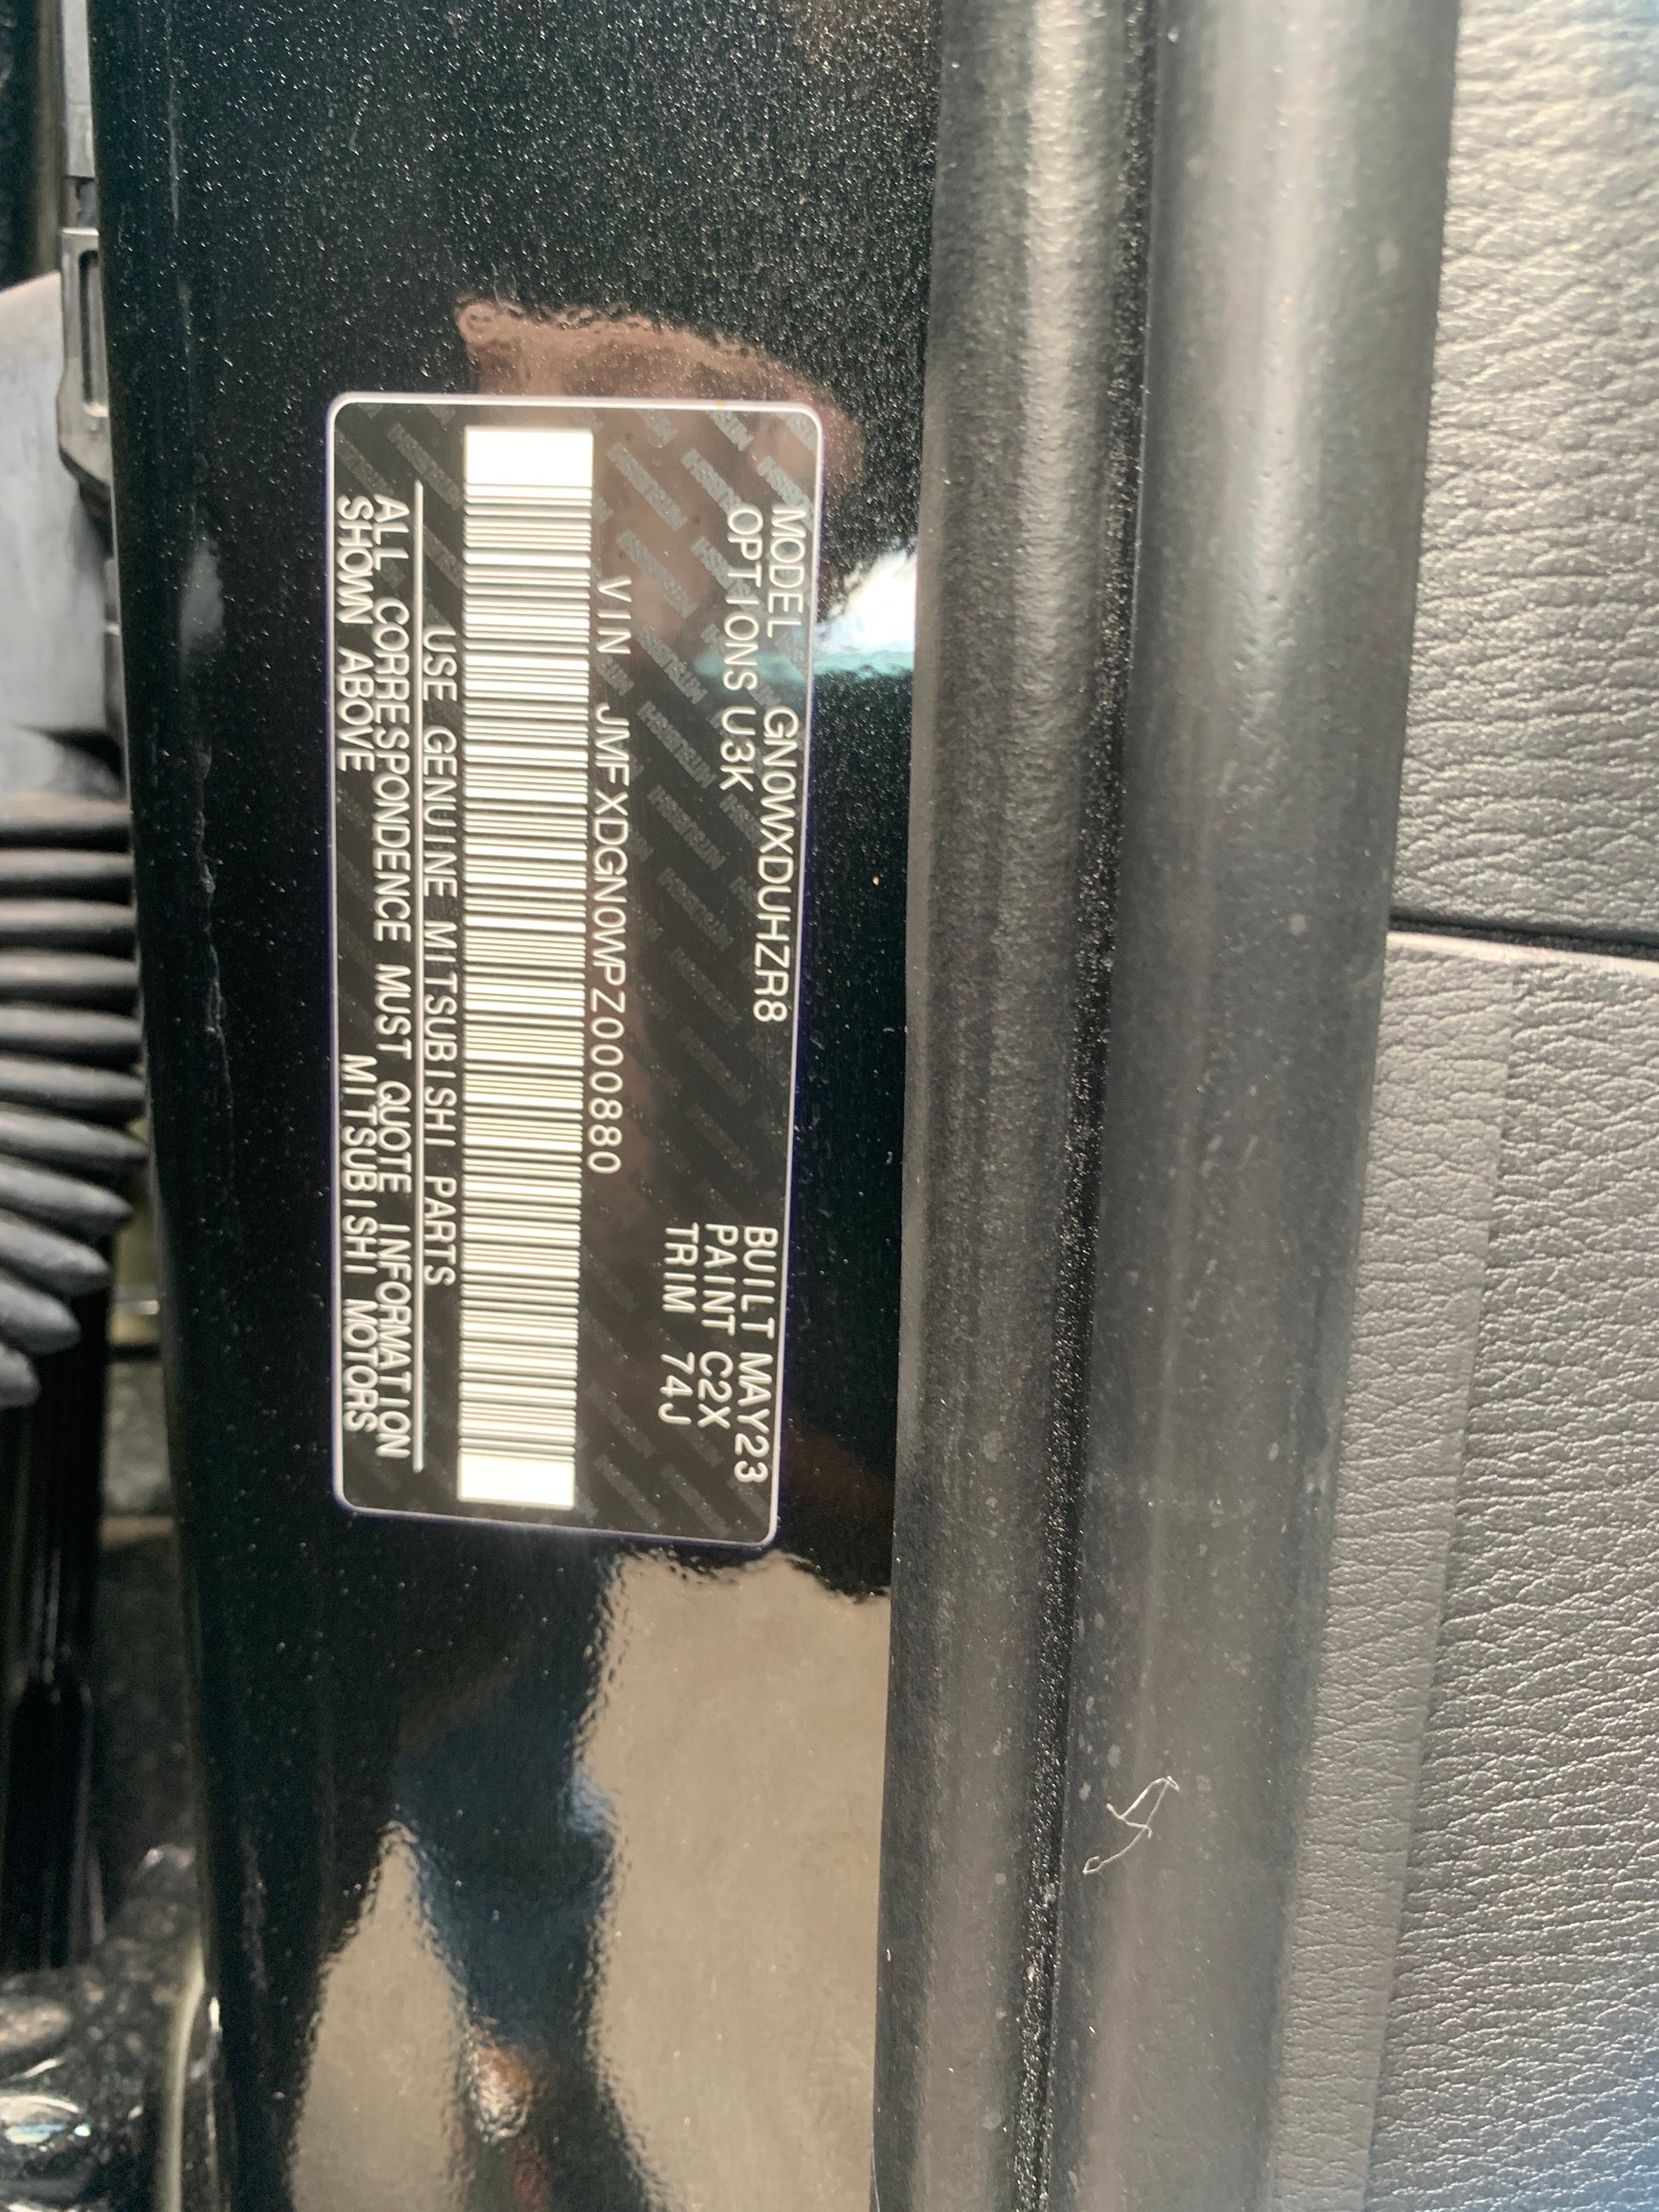 MODEL GN0WXDUHZR8
OPTIONS U3K
BUILT MAY23
PAINT C2X
TRIM 74J
VIN JMFXDGN0WPZ000880
USE GENUINE MITSUBISHI PARTS
ALL CORRESPONDENCE MUST QUOTE INFORMATION
SHOWN ABOVE MITSUBISHI MOTORS